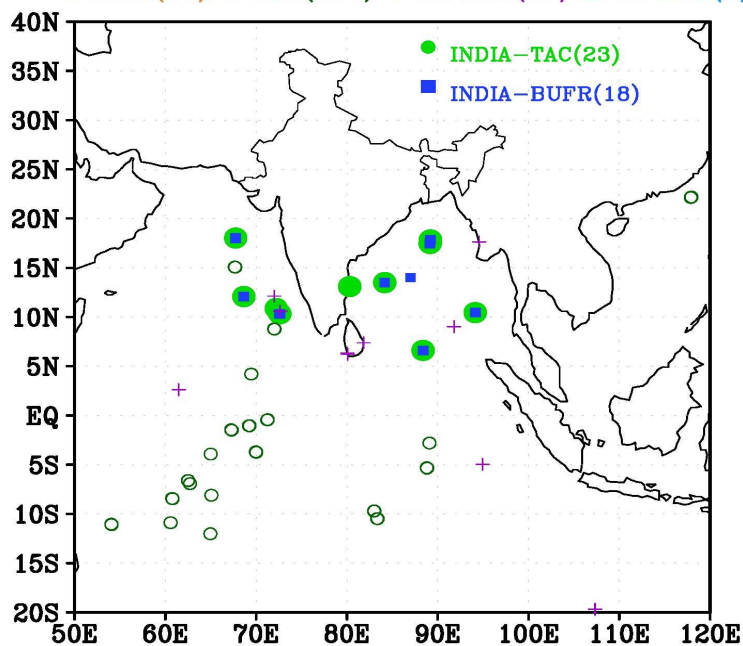 40N
INDIA-TAC(23)
35N
INDIA-BUFR(18)
30N
25N
20N
15N
10N
5N
EQ
5S
10S
15S
20S
50E 60E 70E 80E 90E 100E 110E 120E